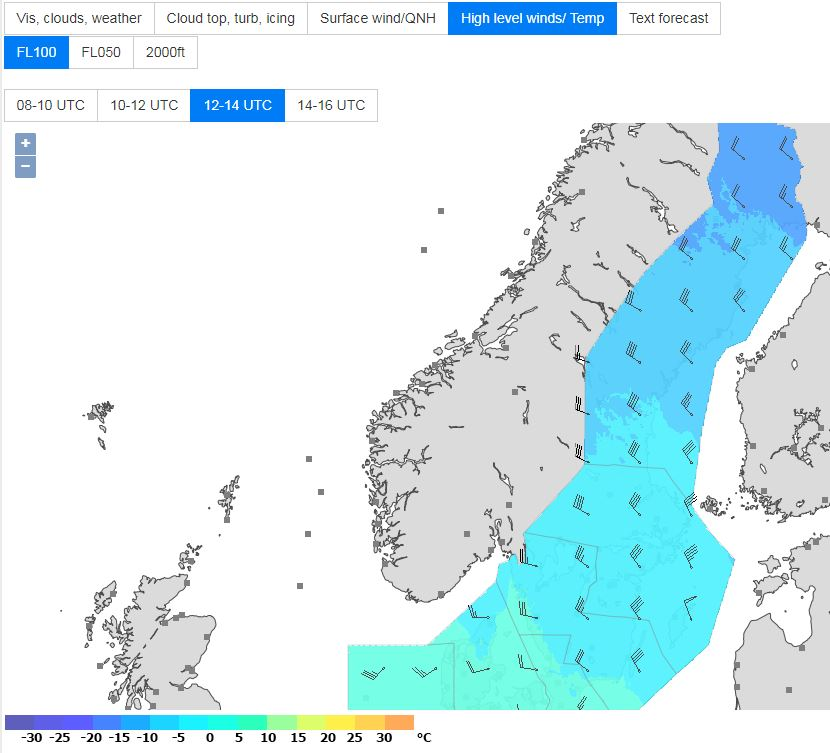 Vis, clouds, weather Cloud top, turb, icing Surface wind/QNH High level winds/ Temp Text forecast
FL100 FL050 2000ft
08-10 UTC 10-12 UTC 12-14 UTC 14-16 UTC
+
−
-30 -25 -20 -15 -10 -5 0 5 10 15 20 25 30 °C